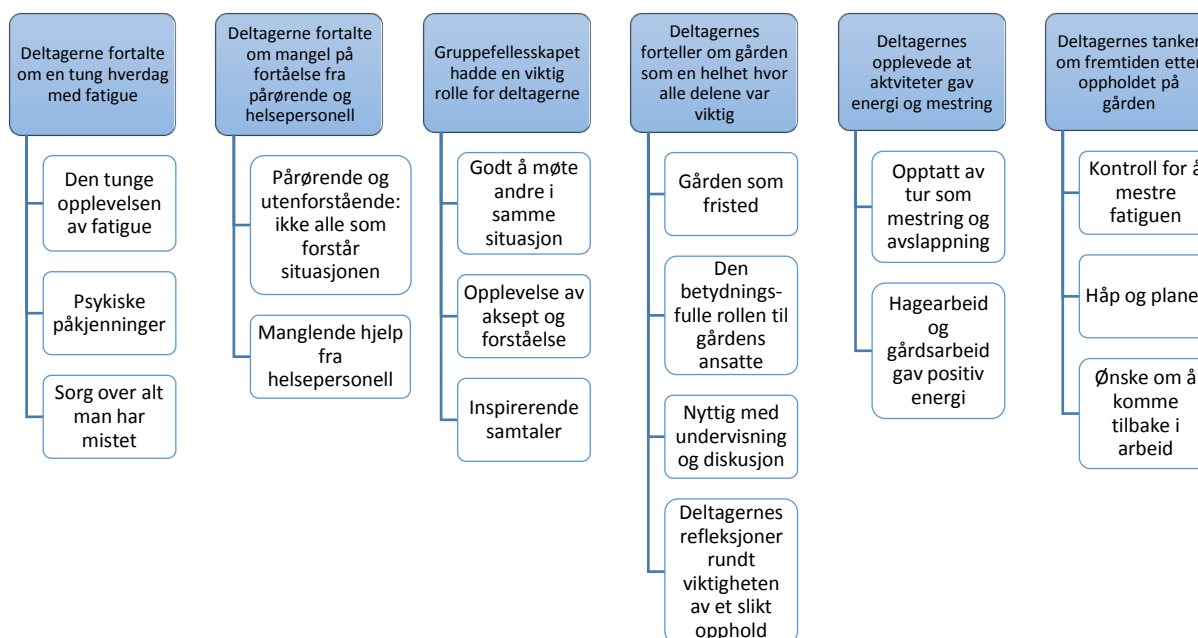 Deltagerne fortalte
om en tung hverdag
med fatigue
Den tunge
opplevelsen
av fatigue
Psykiske
påkjenninger
Sorg over alt
man har
mistet
Deltagerne fortalte
om mangel på
fortåelse fra
pårørende og
helsepersonell
Pårørende og
utenforstående:
ikke alle som
forstår
situasjonen
Manglende hjelp
fra
helsepersonell
Gruppefellesskapet
hadde en viktig
rolle for deltagerne
Godt å møte
andre i
samme
situasjon
Opplevelse av
aksept og
forståelse
Inspirerende
samtaler
Deltagernes
forteller om gården
som en helhet hvor
alle delene var
viktig
Gården som
fristed
Den
betydnings-
fulle rollen til
gårdens
ansatte
Nyttig med
undervisning
og diskusjon
Deltagernes
refleksjoner
rundt
viktigheten
av et slikt
opphold
Deltagernes
opplevede at
aktviteter gav
energi og mestring
Opptatt av
tur som
mestring og
avslappning
Hagearbeid
og
gårdsarbeid
gav positiv
energi
Deltagernes tanker
om fremtiden etter
oppholdet på
gården
Kontroll for å
mestre
fatiguen
Håp og
Ønske om å
komme
tilbake i
arbeid